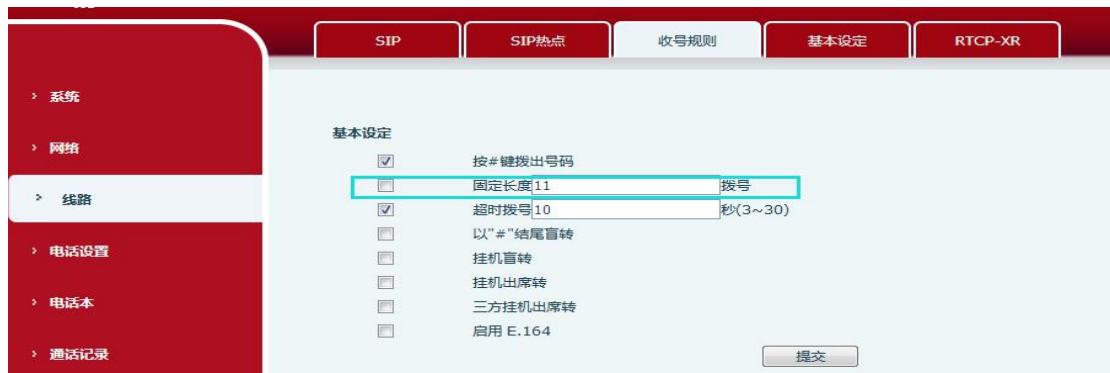 SIP
SIP热点
收号规则
基本设定
RTCP-XR
系统
网络
线路
电话设置
电话本
通话记录
基本设定
按#键拨出号码
固定长度 11 拨号
超时拨号 10 秒(3~30)
以"#"结尾盲转
挂机盲转
挂机出席转
三方挂机出席转
启用 E.164
提交